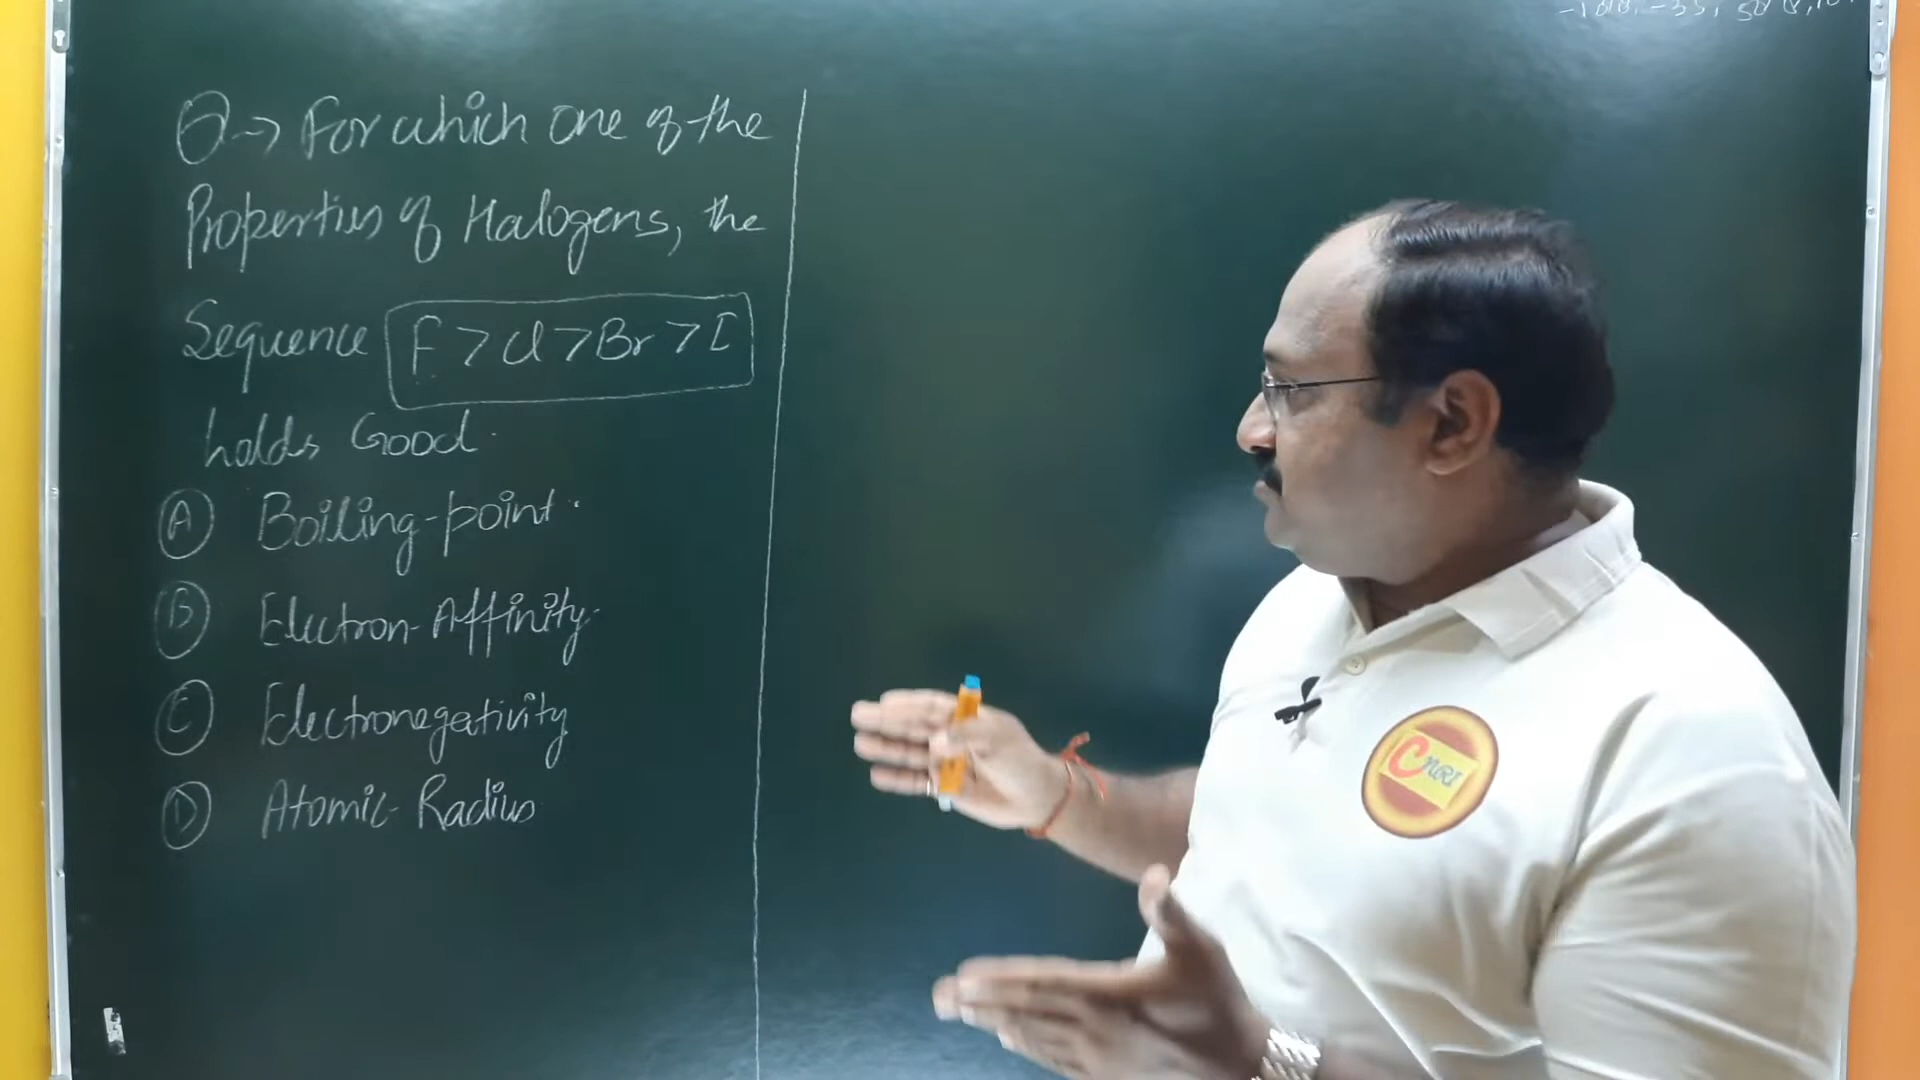 Q→ For which one of the
Properties of Halogens, the
Sequence F > Cl > Br > I
holds Good.
(A) Boiling-point.
(B) Electron-Affinity.
(C) Electronegativity
(D) Atomic-Radius